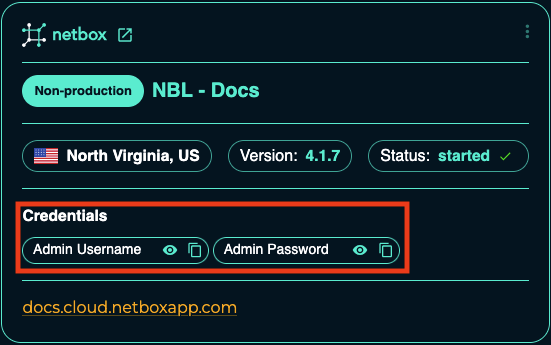 netbox
Non-production NBL - Docs
North Virginia, US Version: 4.1.7 Status: started
Credentials
Admin Username Admin Password
docs.cloud.netboxapp.com